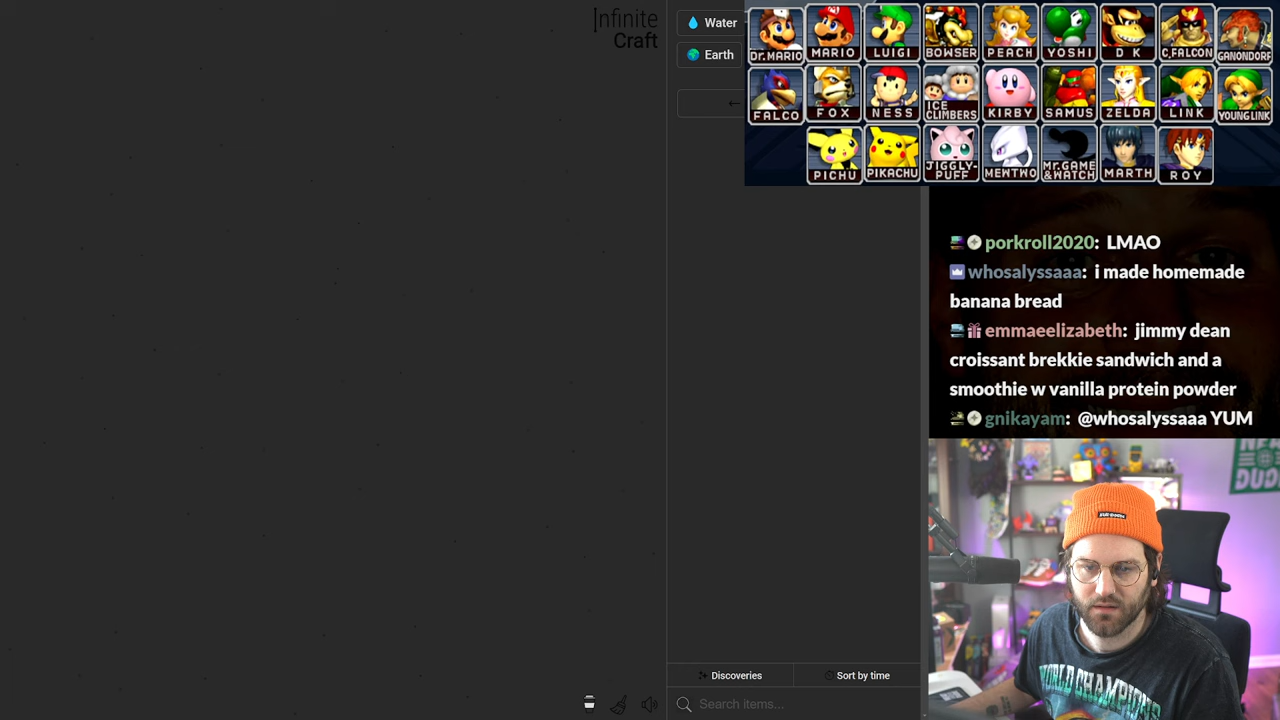 Infinite
Craft
Water
Earth
←
DR.MARIO
MARIO
LUIGI
BOWSER
PEACH
YOSHI
D K
C.FALCON
GANONDORF
FALCO
FOX
NESS
ICE
CLIMBERS
KIRBY
SAMUS
ZELDA
LINK
YOUNG LINK
PICHU
PIKACHU
JIGGLY-
PUFF
MEWTWO
Mr.GAME
&WATCH
MARTH
ROY
porkroll2020: LMAO
whosalyssaaa: i made homemade
banana bread
emmaeelizabeth: jimmy dean
croissant brekkie sandwich and a
smoothie w vanilla protein powder
gnikayam: @whosalyssaaa YUM
DUDE
WORLD CHAMPIONS
Discoveries
Sort by time
Search items...